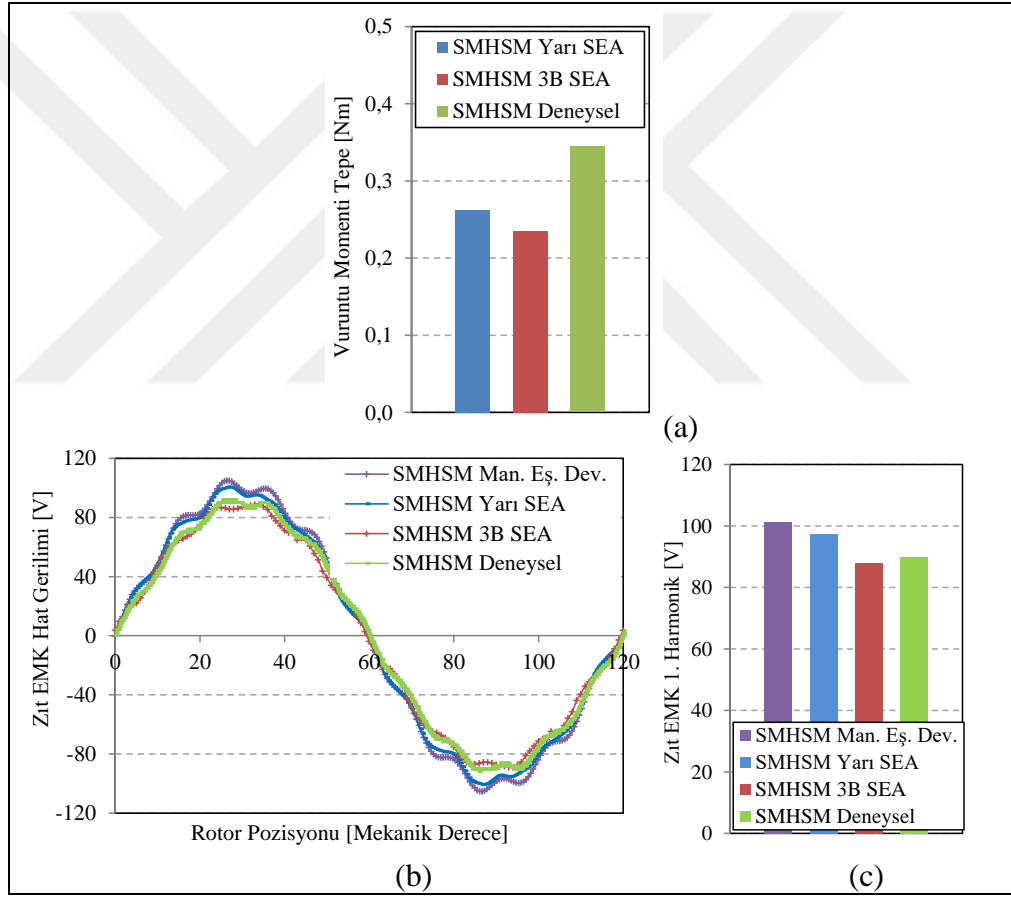 0,5
0,4
0,3
0,2
0,1
0,0
Vuruntu Momenti Tepe [Nm]
SMHSM Yarı SEA
SMHSM 3B SEA
SMHSM Deneysel
(a)
120
80
40
0
-40
-80
-120
Zıt EMK Hat Gerilimi [V]
SMHSM Man. Eş. Dev.
SMHSM Yarı SEA
SMHSM 3B SEA
SMHSM Deneysel
0 20 40 60 80 100 120
Rotor Pozisyonu [Mekanik Derece]
(b)
120
100
80
60
40
20
0
Zıt EMK 1. Harmonik [V]
SMHSM Man. Eş. Dev.
SMHSM Yarı SEA
SMHSM 3B SEA
SMHSM Deneysel
(c)